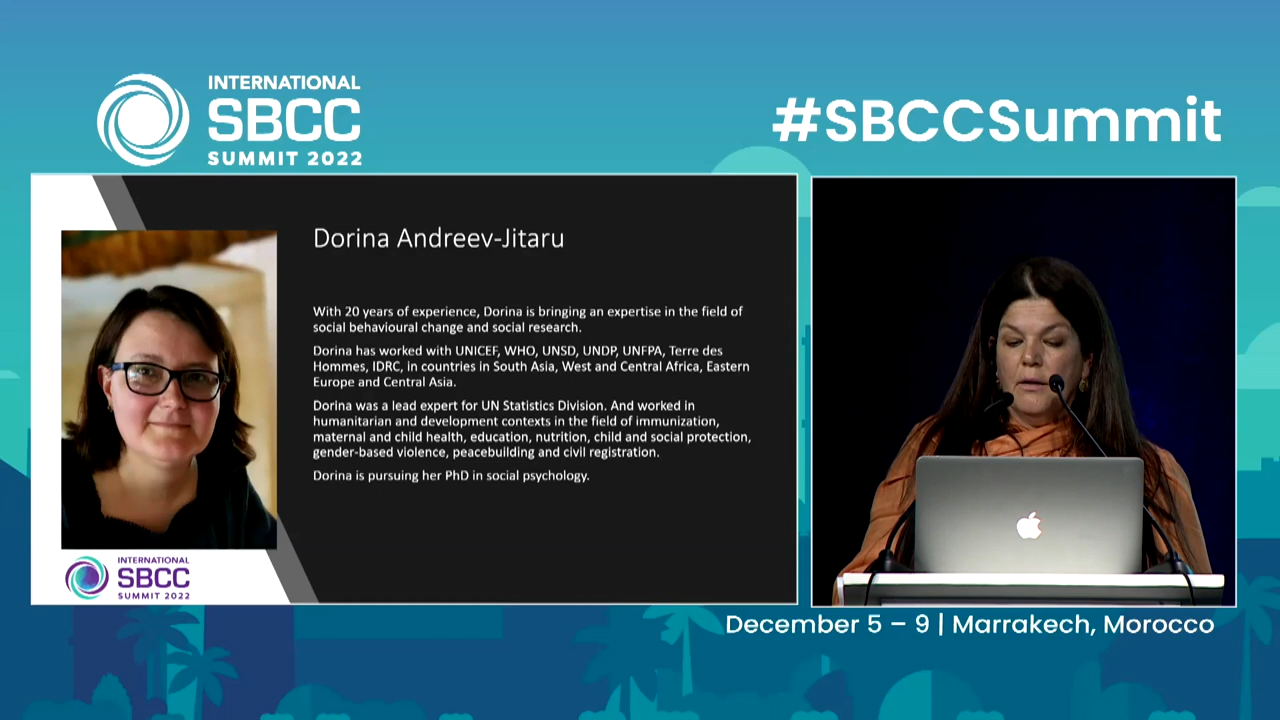 INTERNATIONAL
SBCC
SUMMIT 2022
#SBCCSummit
Dorina Andreev-Jitaru
With 20 years of experience, Dorina is bringing an expertise in the field of
social behavioural change and social research.
Dorina has worked with UNICEF, WHO, UNSD, UNDP, UNFPA, Terre des
Hommes, IDRC, in countries in South Asia, West and Central Africa, Eastern
Europe and Central Asia.
Dorina was a lead expert for UN Statistics Division. And worked in
humanitarian and development contexts in the field of immunization,
maternal and child health, education, nutrition, child and social protection,
gender-based violence, peacebuilding and civil registration.
Dorina is pursuing her PhD in social psychology.
INTERNATIONAL
SBCC
SUMMIT 2022
December 5 – 9 | Marrakech, Morocco